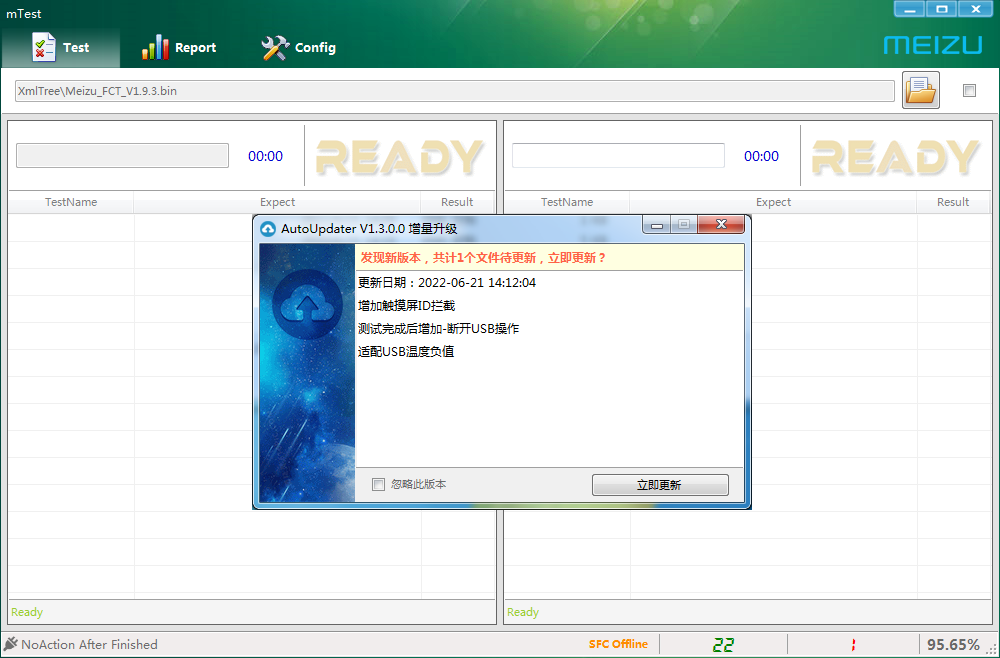 mTest
Test
Report
Config
MEIZU
XmlTree\Meizu_FCT_V1.9.3.bin
00:00
READY
00:00
READY
TestName Expect Result
TestName Expect Result
AutoUpdater V1.3.0.0 增量升级
发现新版本，共计1个文件待更新，立即更新？
更新日期：2022-06-21 14:12:04
增加触摸屏ID拦截
测试完成后增加-断开USB操作
适配USB温度负值
忽略此版本
立即更新
Ready
Ready
NoAction After Finished
SFC Offline
22
1
95.65%